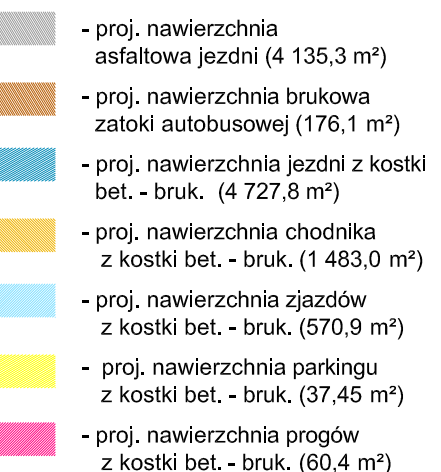 - proj. nawierzchnia
asfaltowa jezdni (4 135,3 m²)
- proj. nawierzchnia brukowa
zatoki autobusowej (176,1 m²)
- proj. nawierzchnia jezdni z kostki
bet. - bruk. (4 727,8 m²)
- proj. nawierzchnia chodnika
z kostki bet. - bruk. (1 483,0 m²)
- proj. nawierzchnia zjazdów
z kostki bet. - bruk. (570,9 m²)
- proj. nawierzchnia parkingu
z kostki bet. - bruk. (37,45 m²)
- proj. nawierzchnia progów
z kostki bet. - bruk. (60,4 m²)